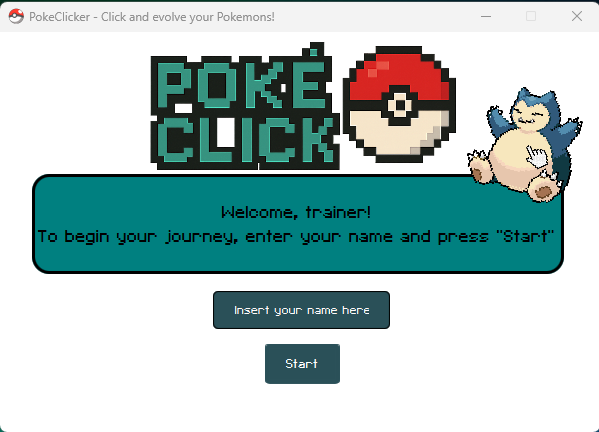 PokeClicker - Click and evolve your Pokemons!
POKÉ
CLICK
Welcome, trainer!
To begin your journey, enter your name and press "Start"
Insert your name here
Start